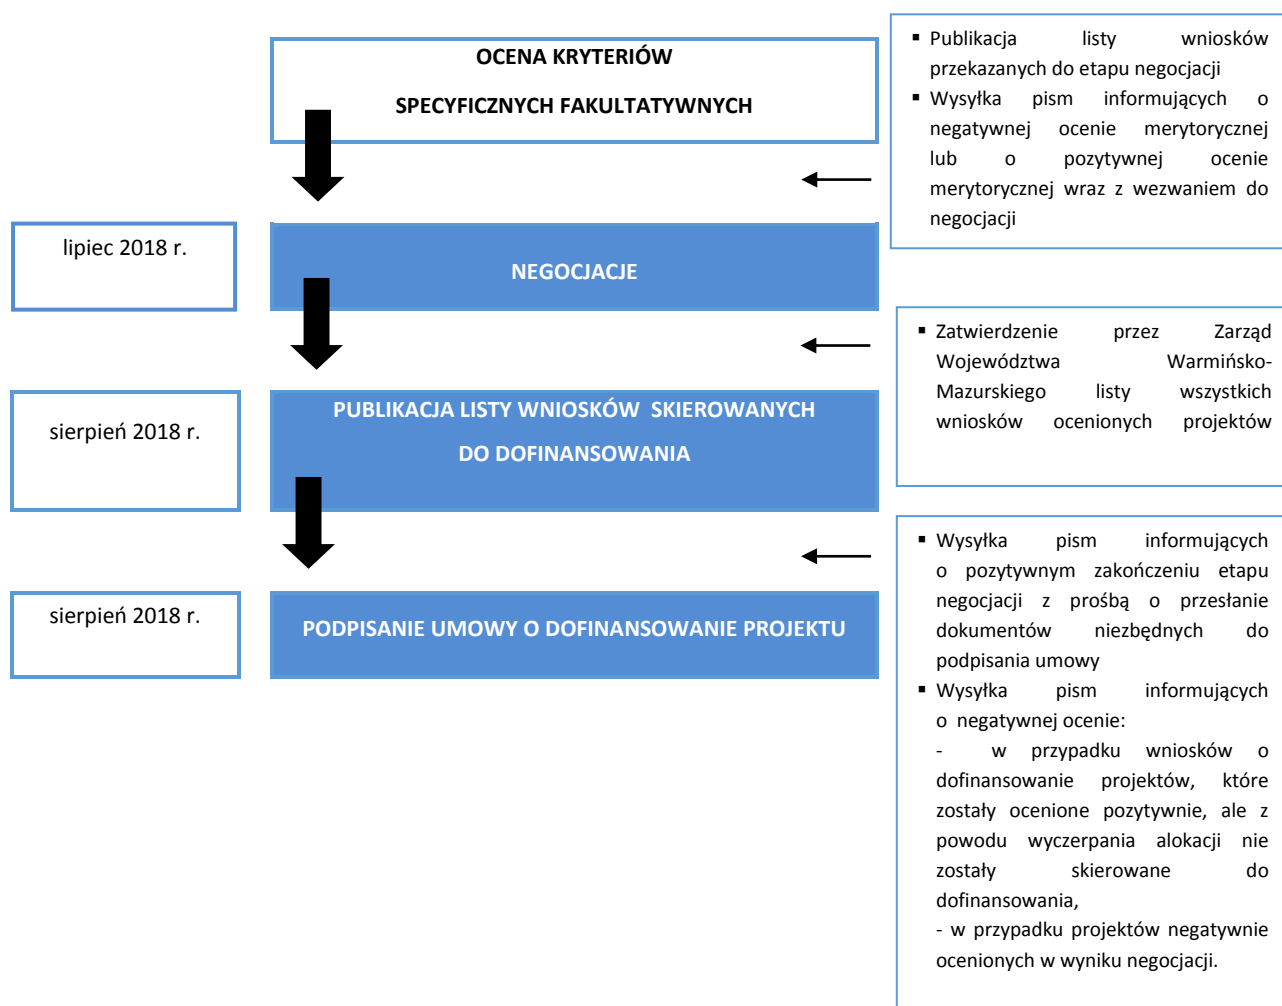 OCENA KRYTERIÓW
SPECYFICZNYCH FAKULTATYWNYCH
▪ Publikacja listy wniosków
przekazanych do etapu negocjacji
▪ Wysyłka pism informujących o
negatywnej ocenie merytorycznej
lub o pozytywnej ocenie
merytorycznej wraz z wezwaniem do
negocjacji
lipiec 2018 r.
NEGOCJACJE
▪ Zatwierdzenie przez Zarząd
Województwa Warmińsko-
Mazurskiego listy wszystkich
wniosków ocenionych projektów
sierpień 2018 r.
PUBLIKACJA LISTY WNIOSKÓW SKIEROWANYCH
DO DOFINANSOWANIA
▪ Wysyłka pism informujących
o pozytywnym zakończeniu etapu
negocjacji z prośbą o przesłanie
dokumentów niezbędnych do
podpisania umowy
▪ Wysyłka pism informujących
o negatywnej ocenie:
- w przypadku wniosków o
dofinansowanie projektów, które
zostały ocenione pozytywnie, ale z
powodu wyczerpania alokacji nie
zostały skierowane do
dofinansowania,
- w przypadku projektów negatywnie
ocenionych w wyniku negocjacji.
sierpień 2018 r.
PODPISANIE UMOWY O DOFINANSOWANIE PROJEKTU